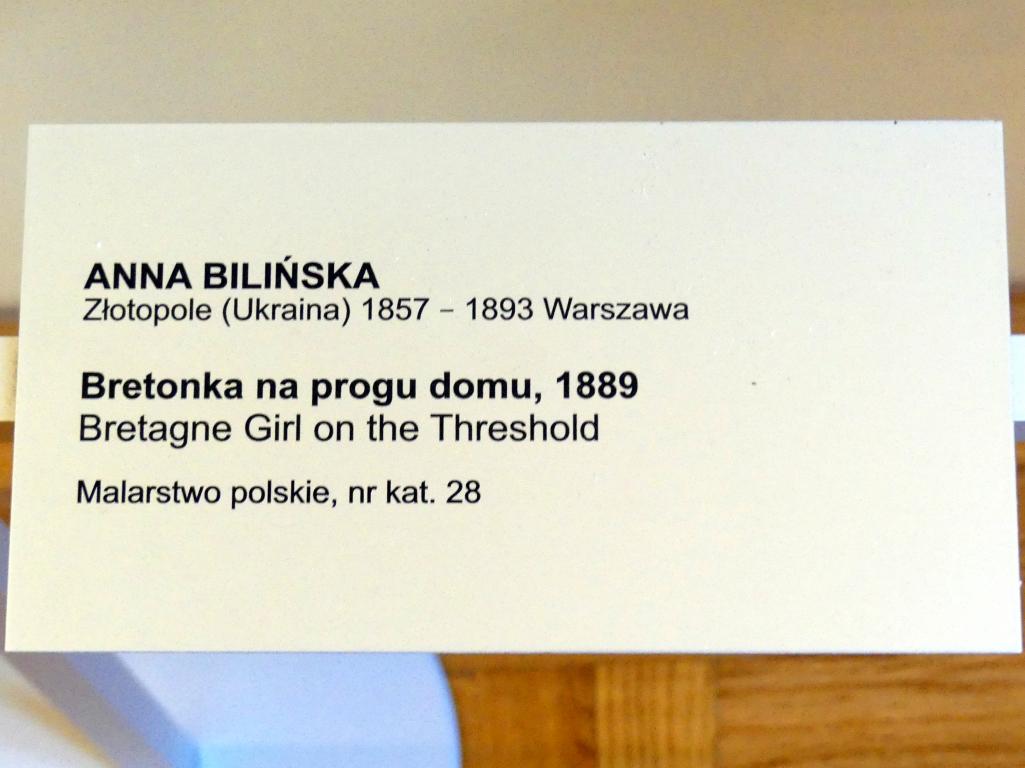 ANNA BILIŃSKA
Złotopole (Ukraina) 1857 – 1893 Warszawa
Bretonka na progu domu, 1889
Bretagne Girl on the Threshold
Malarstwo polskie, nr kat. 28